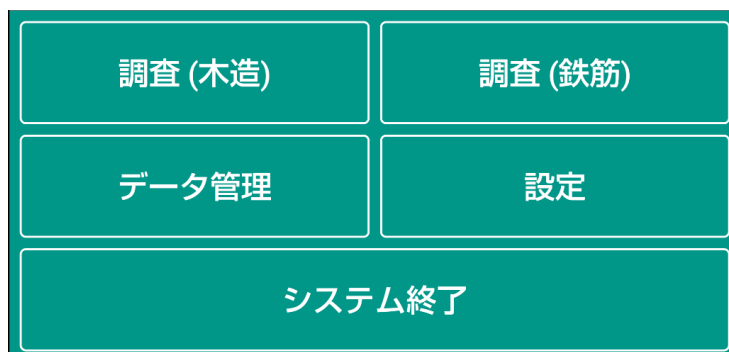 調査 (木造)
調査 (鉄筋)
データ管理
設定
システム終了